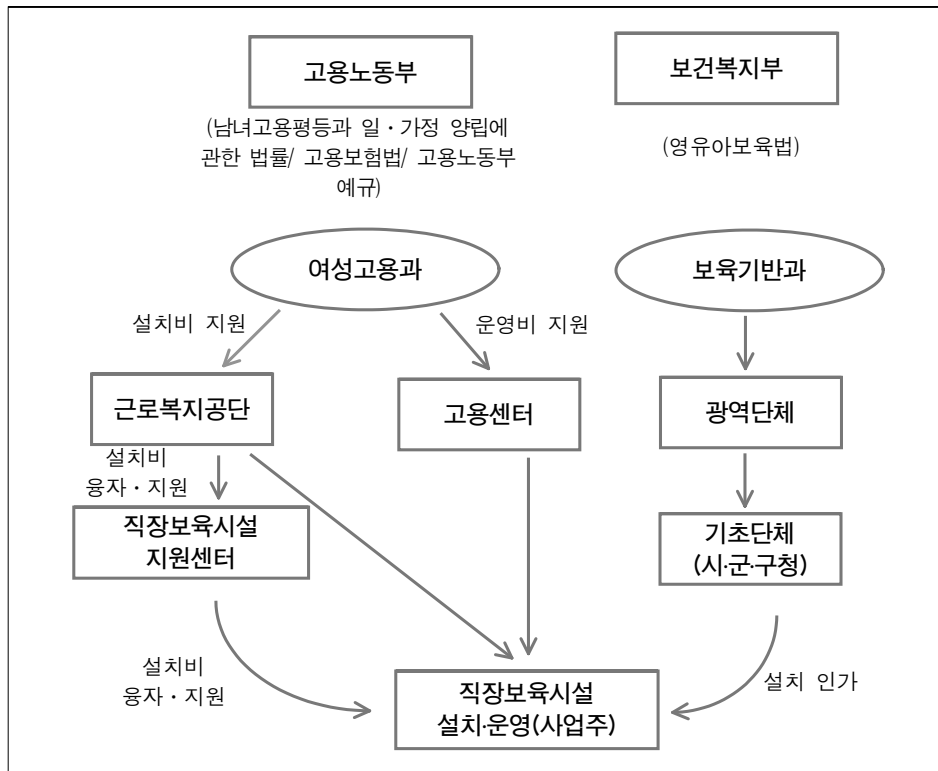 고용노동부
보건복지부
(남녀고용평등과 일・가정 양립에
관한 법률/ 고용보험법/ 고용노동부
예규)
(영유아보육법)
여성고용과
보육기반과
설치비 지원
운영비 지원
근로복지공단
고용센터
광역단체
설치비
융자・지원
직장보육시설
지원센터
기초단체
(시·군·구청)
설치비
융자・지원
직장보육시설
설치·운영(사업주)
설치 인가